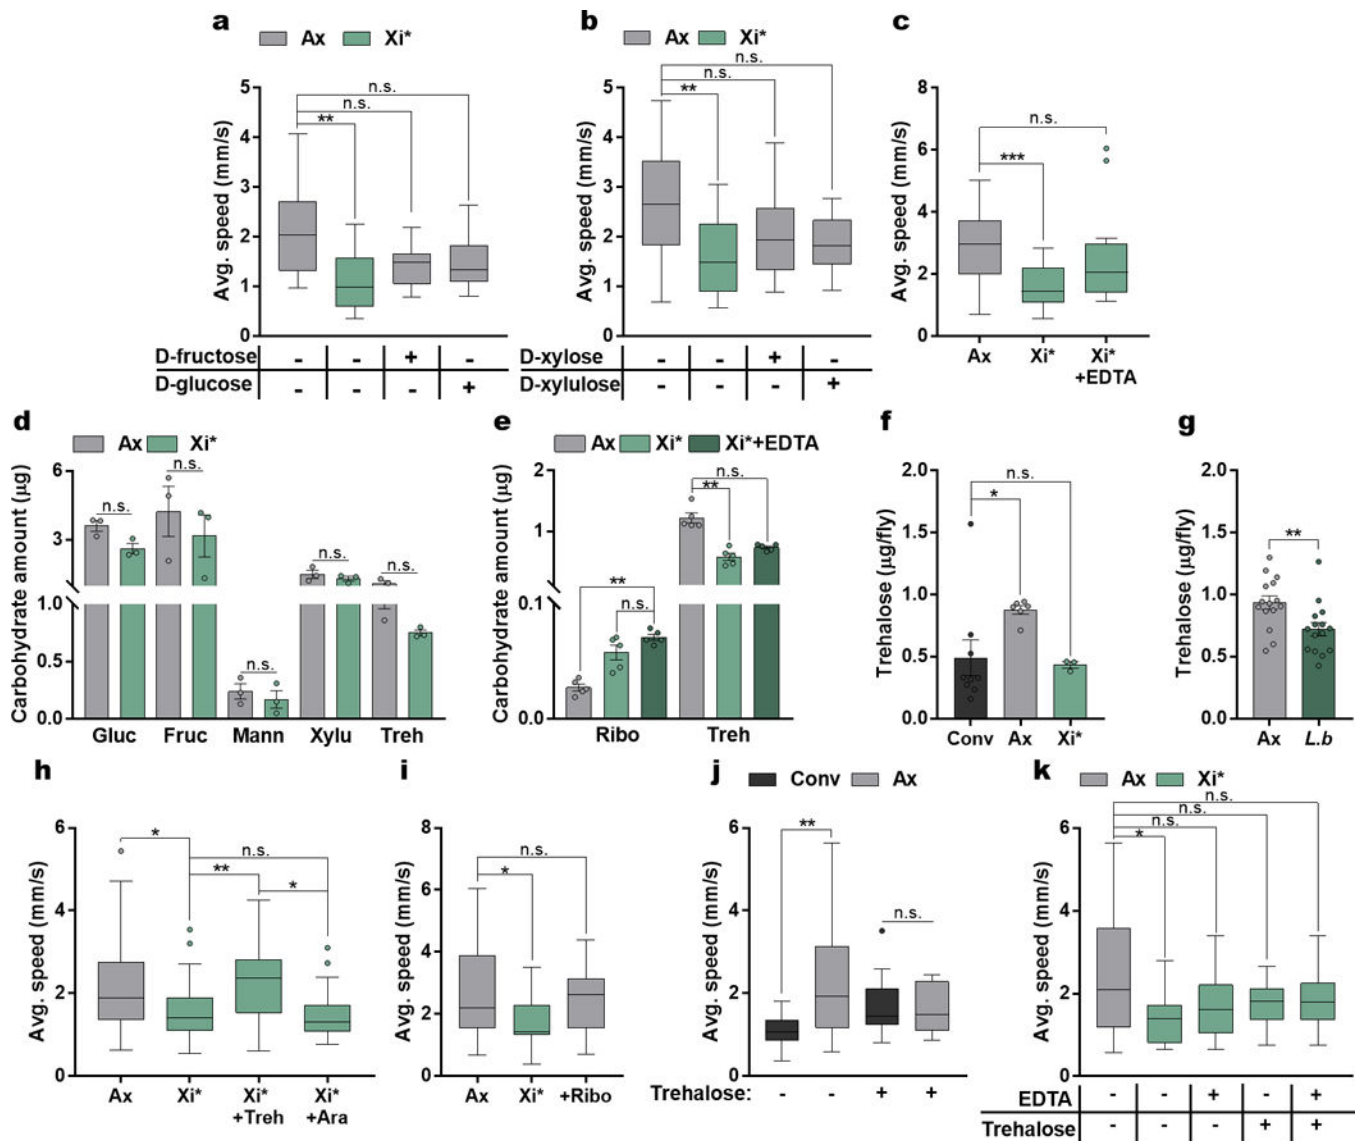 a
Ax Xi*
n.s.
n.s.
**
Avg. speed (mm/s)
5
4
3
2
1
0
D-fructose - - + -
D-glucose - - - +
b
Ax Xi*
n.s.
n.s.
**
Avg. speed (mm/s)
5
4
3
2
1
0
D-xylose - - + -
D-xylulose - - - +
c
n.s.
***
Avg. speed (mm/s)
8
6
4
2
0
Ax Xi* Xi*
+EDTA
d
Ax Xi*
n.s.
n.s.
n.s.
n.s.
n.s.
Carbohydrate amount (μg)
6
3
1.0
0.5
0.0
Gluc Fruc Mann Xylu Treh
e
Ax Xi* Xi*+EDTA
n.s.
**
**
n.s.
Carbohydrate amount (μg)
2
1
0.1
0.0
Ribo Treh
f
n.s.
*
Trehalose (μg/fly)
2.0
1.5
1.0
0.5
0.0
Conv Ax Xi*
g
**
Trehalose (μg/fly)
2.0
1.5
1.0
0.5
0.0
Ax L.b
h
*
n.s.
**
*
Avg. speed (mm/s)
6
4
2
0
Ax Xi* Xi* Xi*
+Treh +Ara
i
n.s.
*
Avg. speed (mm/s)
8
6
4
2
0
Ax Xi* +Ribo
j
Conv Ax
**
n.s.
Avg. speed (mm/s)
6
4
2
0
Trehalose: - - + +
k
Ax Xi*
n.s.
n.s.
n.s.
*
Avg. speed (mm/s)
6
4
2
0
EDTA - - + - +
Trehalose - - - + +